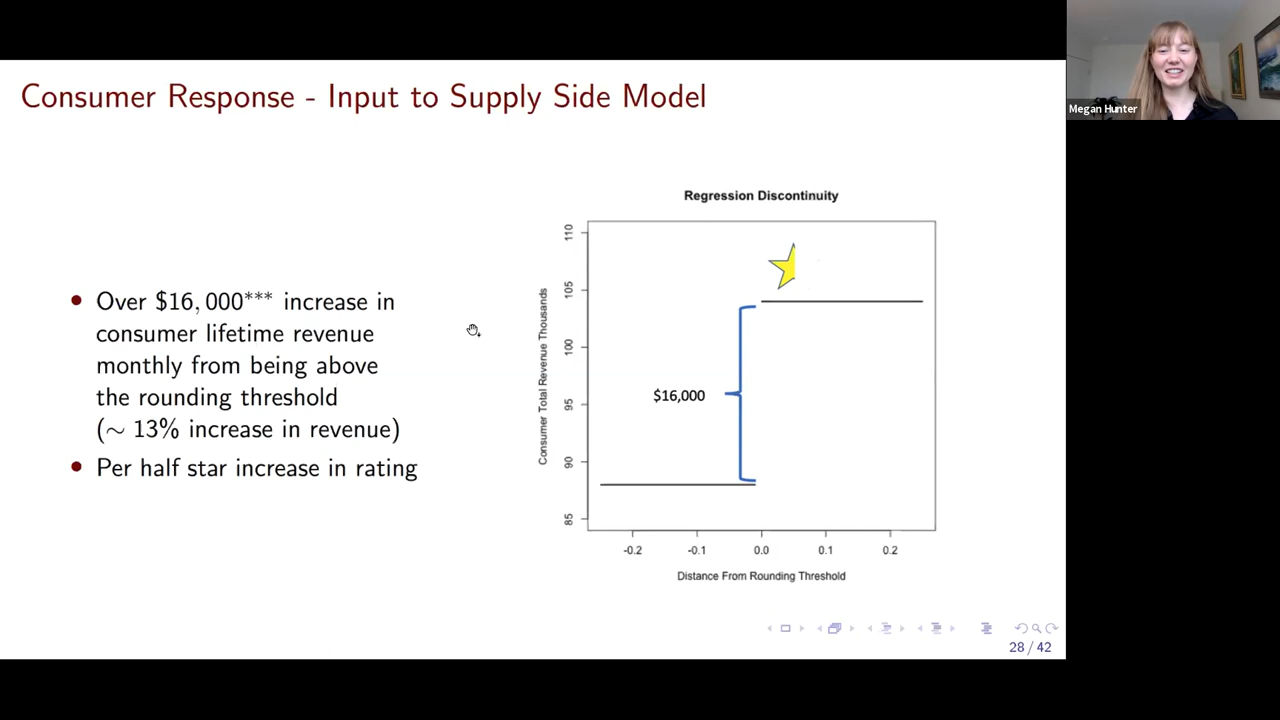 Consumer Response - Input to Supply Side Model
Megan Hunter
• Over $16,000*** increase in
consumer lifetime revenue
monthly from being above
the rounding threshold
(∼ 13% increase in revenue)
• Per half star increase in rating
Regression Discontinuity
Consumer Total Revenue Thousands
110
105
100
95
90
85
$16,000
-0.2 -0.1 0.0 0.1 0.2
Distance From Rounding Threshold
28 / 42